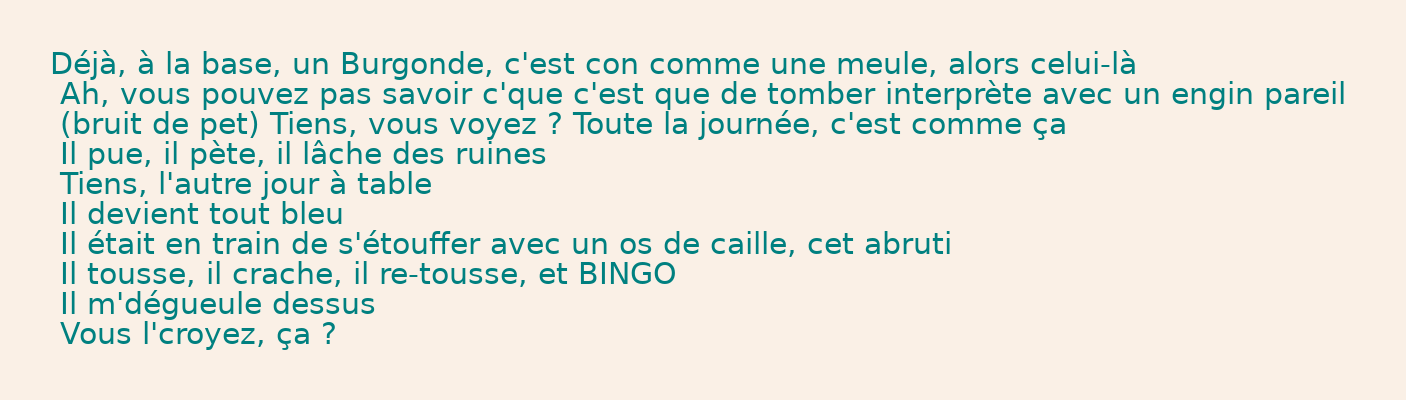 Déjà, à la base, un Burgonde, c'est con comme une meule, alors celui-là
Ah, vous pouvez pas savoir c'que c'est que de tomber interprète avec un engin pareil
(bruit de pet) Tiens, vous voyez ? Toute la journée, c'est comme ça
Il pue, il pète, il lâche des ruines
Tiens, l'autre jour à table
Il devient tout bleu
Il était en train de s'étouffer avec un os de caille, cet abruti
Il tousse, il crache, il re-tousse, et BINGO
Il m'dégueule dessus
Vous l'croyez, ça ?